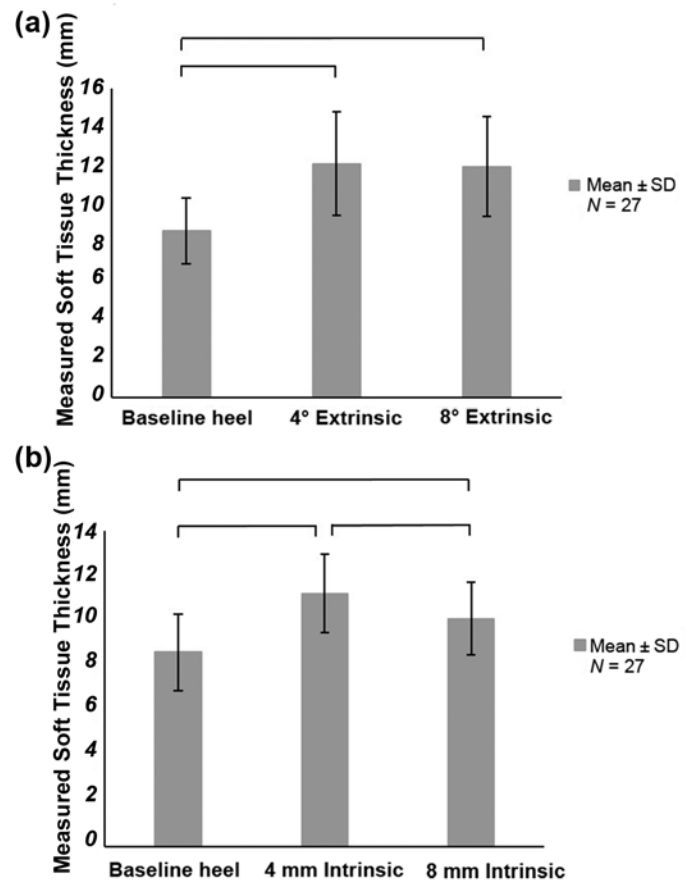 (a)
Measured Soft Tissue Thickness (mm)
16
14
12
10
8
6
4
2
0
Baseline heel
4° Extrinsic
8° Extrinsic
Mean ± SD
N = 27
(b)
Measured Soft Tissue Thickness (mm)
14
12
10
8
6
4
2
0
Baseline heel
4 mm Intrinsic
8 mm Intrinsic
Mean ± SD
N = 27